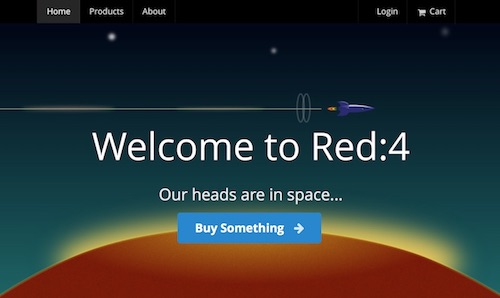 Home Products About Login Cart
Welcome to Red:4
Our heads are in space...
Buy Something